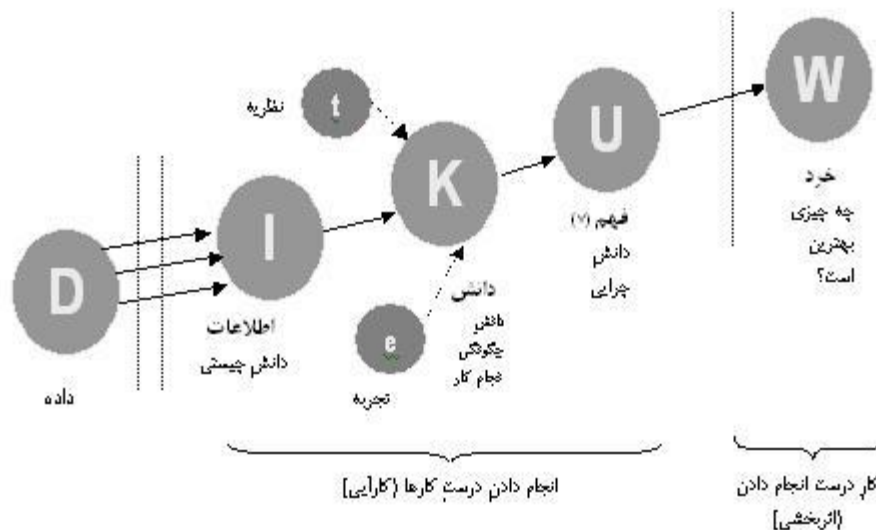 t
نظریه
W
U
K
I
D
خرد
چه چیزی
بهترین
است؟
فهم (۷)
دانش
چرایی
دانش
دانش
چگونگی
انجام کار
e
تجربه
اطلاعات
دانش چیستی
داده
انجام دادن درست کارها (کارآیی]
کار درست انجام دادن
(اثربخشی]